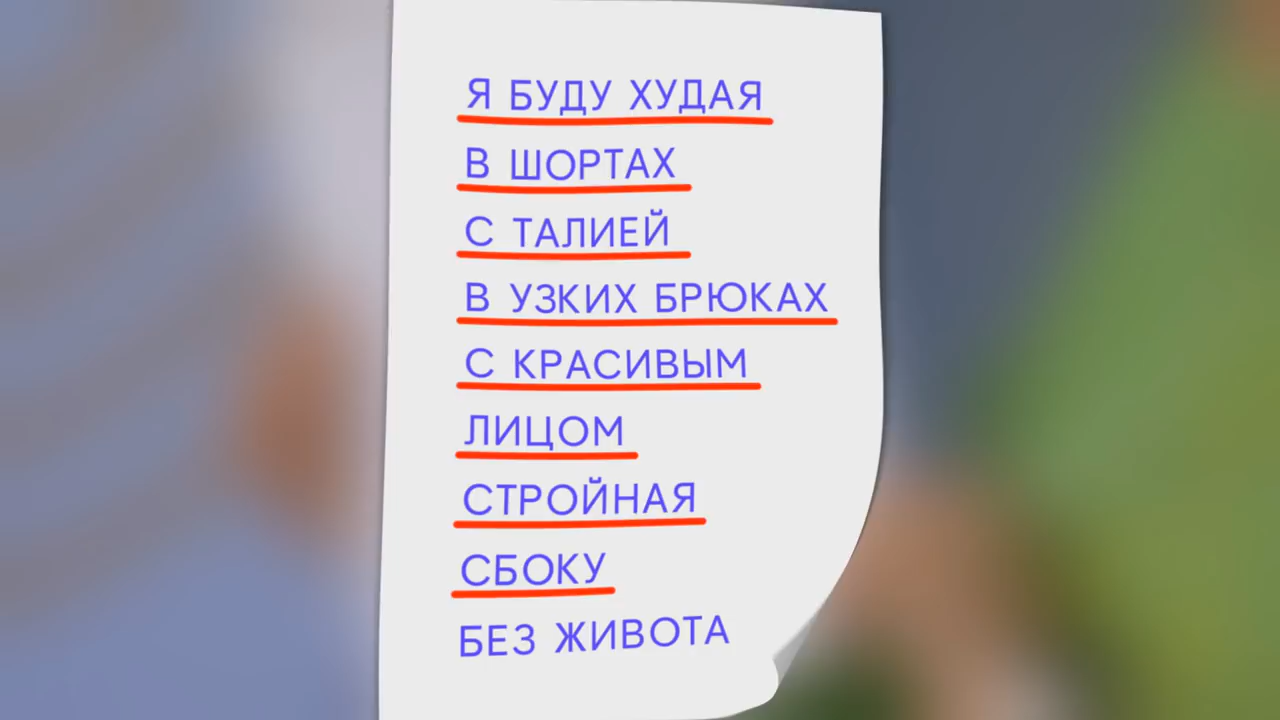 Я БУДУ ХУДАЯ
В ШОРТАХ
С ТАЛИЕЙ
В УЗКИХ БРЮКАХ
С КРАСИВЫМ
ЛИЦОМ
СТРОЙНАЯ
СБОКУ
БЕЗ ЖИВОТА